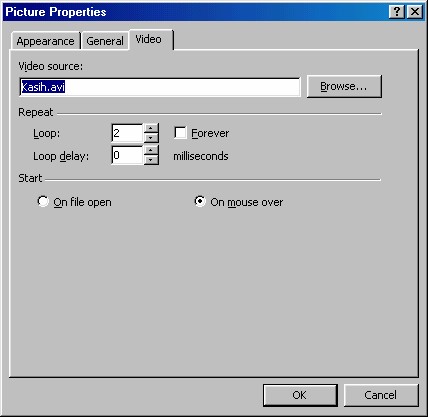 Picture Properties
Appearance General Video
Video source:
Kasih.avi Browse...
Repeat
Loop: 2 Forever
Loop delay: 0 milliseconds
Start
On file open On mouse over
OK Cancel